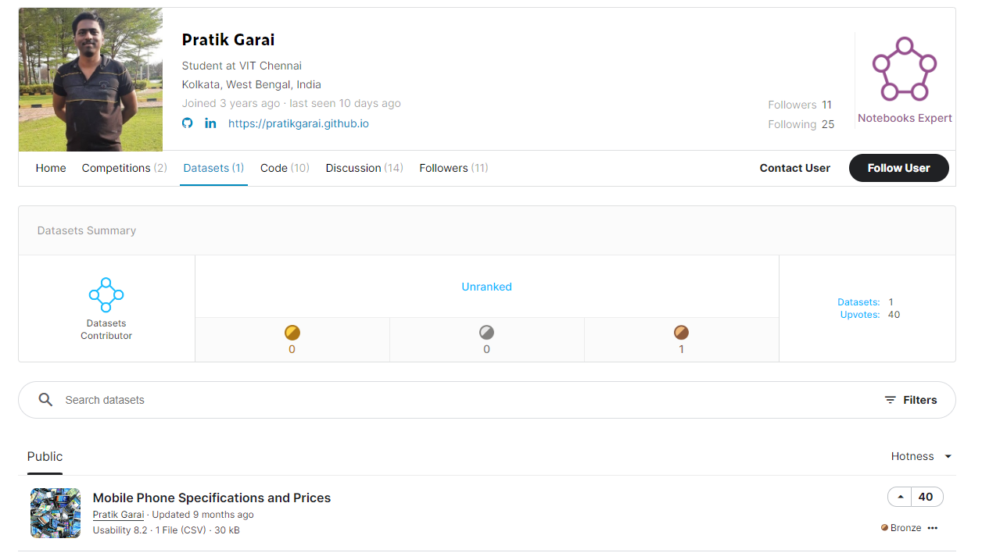 Pratik Garai
Student at VIT Chennai
Kolkata, West Bengal, India
Joined 3 years ago · last seen 10 days ago
in https://pratikgarai.github.io
Followers 11
Following 25
Notebooks Expert
Home Competitions (2) Datasets (1) Code (10) Discussion (14) Followers (11) Contact User Follow User
Datasets Summary
Datasets
Contributor
Unranked
0 0 1
Datasets: 1
Upvotes: 40
Search datasets Filters
Public Hotness
Mobile Phone Specifications and Prices
Pratik Garai · Updated 9 months ago
Usability 8.2 · 1 File (CSV) · 30 kB
40
Bronze •••